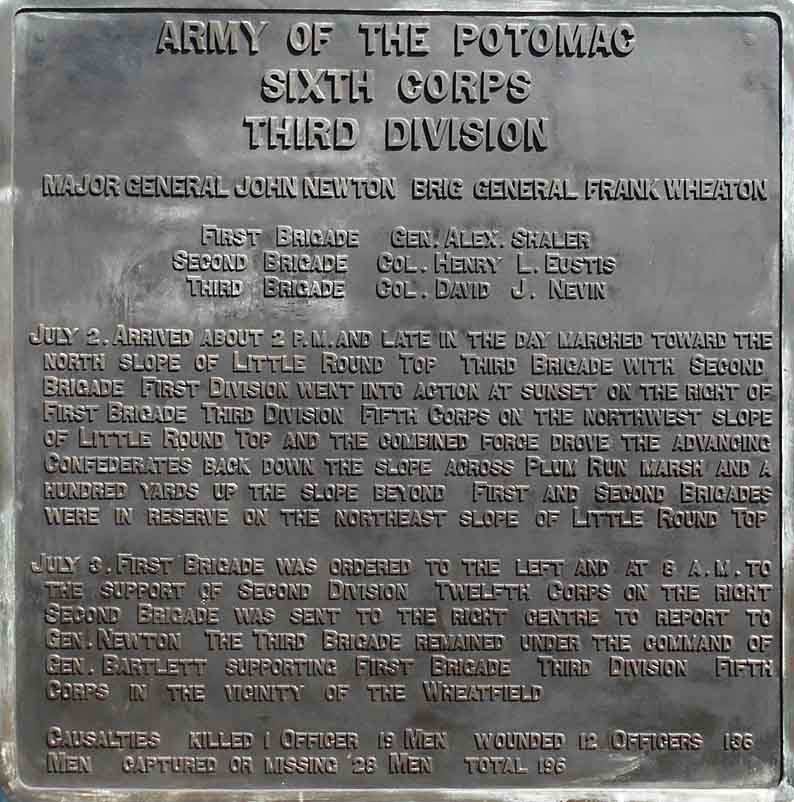 ARMY OF THE POTOMAC
SIXTH CORPS
THIRD DIVISION
MAJOR GENERAL JOHN NEWTON BRIG GENERAL FRANK WHEATON
FIRST BRIGADE GEN. ALEX. SHALER
SECOND BRIGADE COL. HENRY L. EUSTIS
THIRD BRIGADE COL. DAVID J. NEVIN
JULY 2. ARRIVED ABOUT 2 P.M. AND LATE IN THE DAY MARCHED TOWARD THE
NORTH SLOPE OF LITTLE ROUND TOP THIRD BRIGADE WITH SECOND
BRIGADE FIRST DIVISION WENT INTO ACTION AT SUNSET ON THE RIGHT OF
FIRST BRIGADE THIRD DIVISION FIFTH CORPS ON THE NORTHWEST SLOPE
OF LITTLE ROUND TOP AND THE COMBINED FORCE DROVE THE ADVANCING
CONFEDERATES BACK DOWN THE SLOPE ACROSS PLUM RUN MARSH AND A
HUNDRED YARDS UP THE SLOPE BEYOND FIRST AND SECOND BRIGADES
WERE IN RESERVE ON THE NORTHEAST SLOPE OF LITTLE ROUND TOP
JULY 3. FIRST BRIGADE WAS ORDERED TO THE LEFT AND AT 8 A.M. TO
THE SUPPORT OF SECOND DIVISION TWELFTH CORPS ON THE RIGHT
SECOND BRIGADE WAS SENT TO THE RIGHT CENTRE TO REPORT TO
GEN. NEWTON THE THIRD BRIGADE REMAINED UNDER THE COMMAND OF
GEN. BARTLETT SUPPORTING FIRST BRIGADE THIRD DIVISION FIFTH
CORPS IN THE VICINITY OF THE WHEATFIELD
CAUSALTIES KILLED 1 OFFICER 19 MEN WOUNDED 12 OFFICERS 136
MEN CAPTURED OR MISSING 28 MEN TOTAL 196